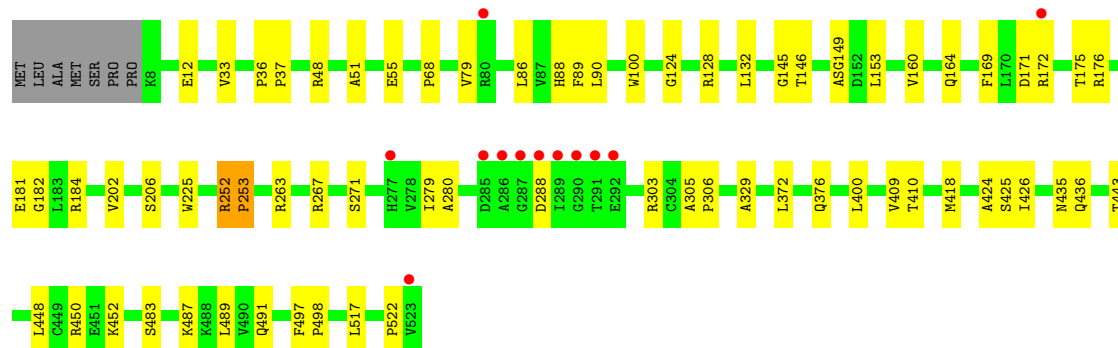 MET LEU ALA MET SER PRO PRO K8 E12 V33 P36 P37 R48 A51 E55 P68 V79 R80 L86 V87 H88 F89 L90 W100 G124 R128 L132 G145 T146 ASG149 D152 L153 V160 Q164 F169 L170 D171 R172 T175 R176
E181 G182 L183 R184 V202 S206 W225 R252 P253 R263 R267 S271 H277 V278 I279 A280 D285 A286 G287 D288 I289 G290 T291 E292 R303 C304 A305 P306 A329 L372 Q376 L400 V409 T410 M418 A424 S425 I426 N435 Q436 T443
L448 C449 R450 E451 K452 S483 K487 K488 L489 V490 Q491 F497 P498 L517 P522 V523